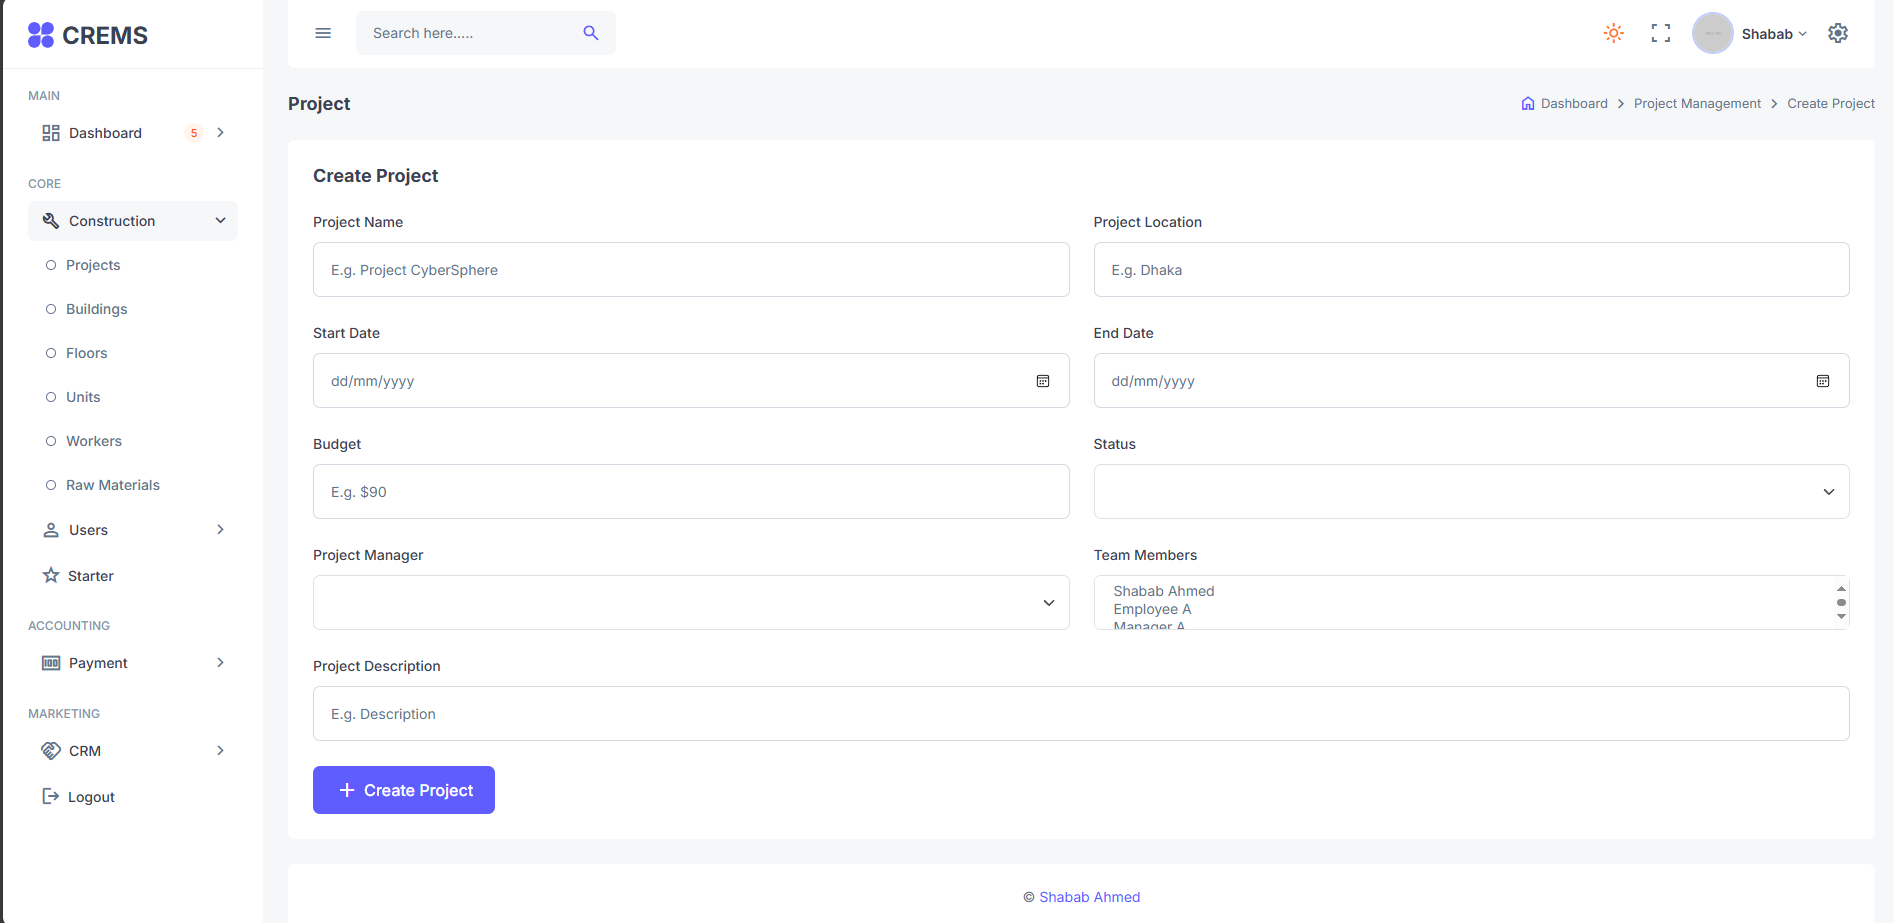 CREMS
Search here.....
Shabab
MAIN
Dashboard 5
CORE
Construction
Projects
Buildings
Floors
Units
Workers
Raw Materials
Users
Starter
ACCOUNTING
Payment
MARKETING
CRM
Logout
Project
Dashboard > Project Management > Create Project
Create Project
Project Name
Project Location
E.g. Project CyberSphere
E.g. Dhaka
Start Date
End Date
dd/mm/yyyy
dd/mm/yyyy
Budget
Status
E.g. $90
Project Manager
Team Members
Shabab Ahmed
Employee A
Manager A
Project Description
E.g. Description
+ Create Project
© Shabab Ahmed